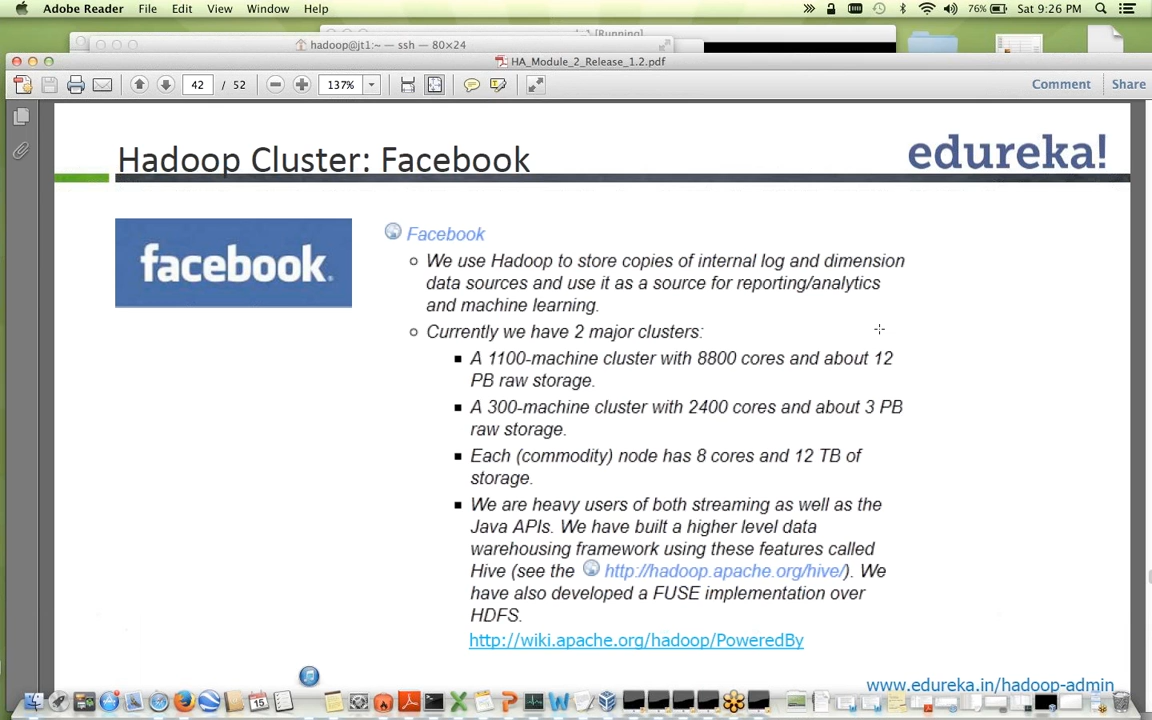 Adobe Reader File Edit View Window Help 76% Sat 9:26 PM
[Running]
hadoop@jt1:~ — ssh — 80×24
HA_Module_2_Release_1.2.pdf
42 / 52 137% Comment Share
Hadoop Cluster: Facebook
edureka!
facebook.
Facebook
We use Hadoop to store copies of internal log and dimension
data sources and use it as a source for reporting/analytics
and machine learning.
Currently we have 2 major clusters:
A 1100-machine cluster with 8800 cores and about 12
PB raw storage.
A 300-machine cluster with 2400 cores and about 3 PB
raw storage.
Each (commodity) node has 8 cores and 12 TB of
storage.
We are heavy users of both streaming as well as the
Java APIs. We have built a higher level data
warehousing framework using these features called
Hive (see the http://hadoop.apache.org/hive/). We
have also developed a FUSE implementation over
HDFS.
http://wiki.apache.org/hadoop/PoweredBy
www.edureka.in/hadoop-admin
15